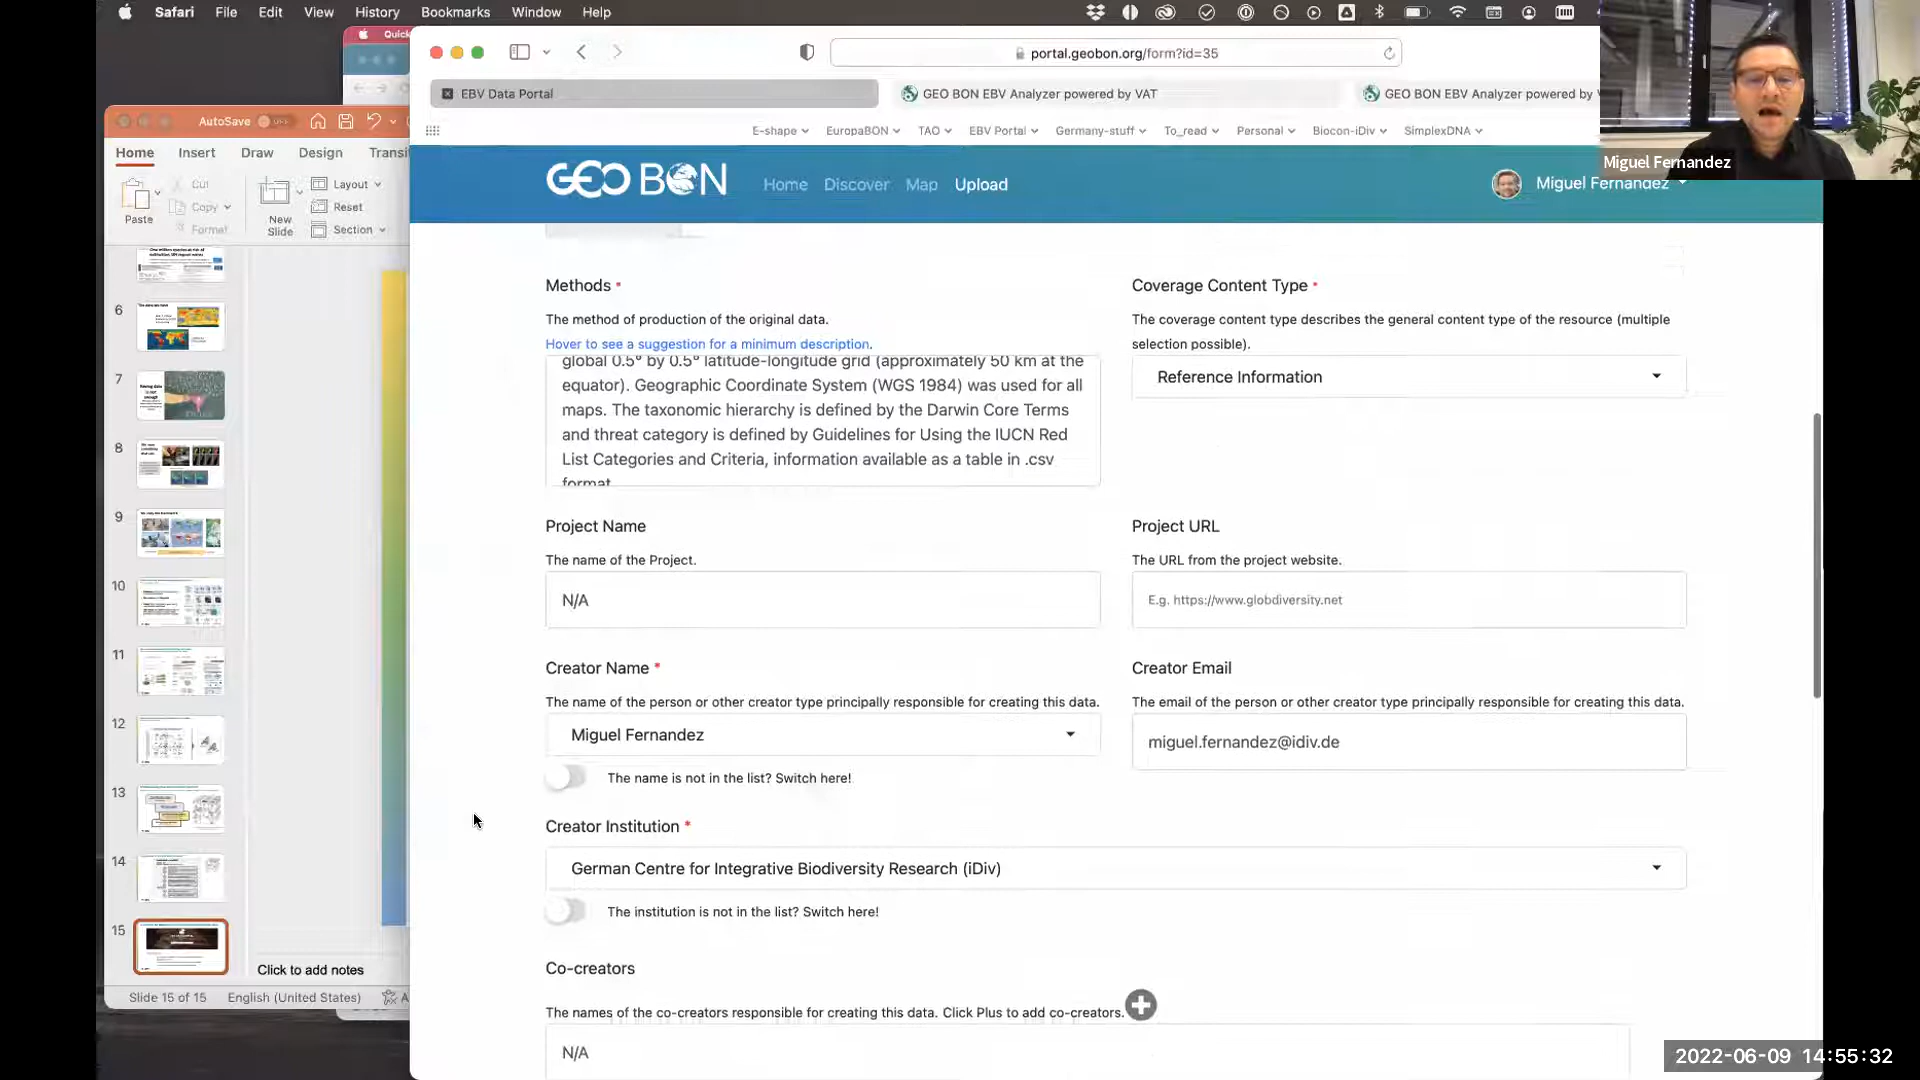 Safari File Edit View History Bookmarks Window Help
Quick
portal.geobon.org/form?id=35
EBV Data Portal
GEO BON EBV Analyzer powered by VAT
GEO BON EBV Analyzer powered by V
E-shape EuropaBON TAO EBV Portal Germany-stuff To_read Personal Biocon-iDiv SimplexDNA
Miguel Fernandez
AutoSave OFF
Home Insert Draw Design Transi
Paste
Cut
Copy
Format
New
Slide
Layout
Reset
Section
6
7
8
9
10
11
12
13
14
15
Click to add notes
Slide 15 of 15 English (United States)
GEO BON Home Discover Map Upload Miguel Fernandez
Methods *
The method of production of the original data.
Hover to see a suggestion for a minimum description.
global 0.5° by 0.5° latitude-longitude grid (approximately 50 km at the
equator). Geographic Coordinate System (WGS 1984) was used for all
maps. The taxonomic hierarchy is defined by the Darwin Core Terms
and threat category is defined by Guidelines for Using the IUCN Red
List Categories and Criteria, information available as a table in .csv
format
Coverage Content Type *
The coverage content type describes the general content type of the resource (multiple
selection possible).
Reference Information
Project Name
The name of the Project.
N/A
Project URL
The URL from the project website.
E.g. https://www.globdiversity.net
Creator Name *
The name of the person or other creator type principally responsible for creating this data.
Miguel Fernandez
The name is not in the list? Switch here!
Creator Email
The email of the person or other creator type principally responsible for creating this data.
miguel.fernandez@idiv.de
Creator Institution *
German Centre for Integrative Biodiversity Research (iDiv)
The institution is not in the list? Switch here!
Co-creators
The names of the co-creators responsible for creating this data. Click Plus to add co-creators.
N/A
2022-06-09 14:55:32